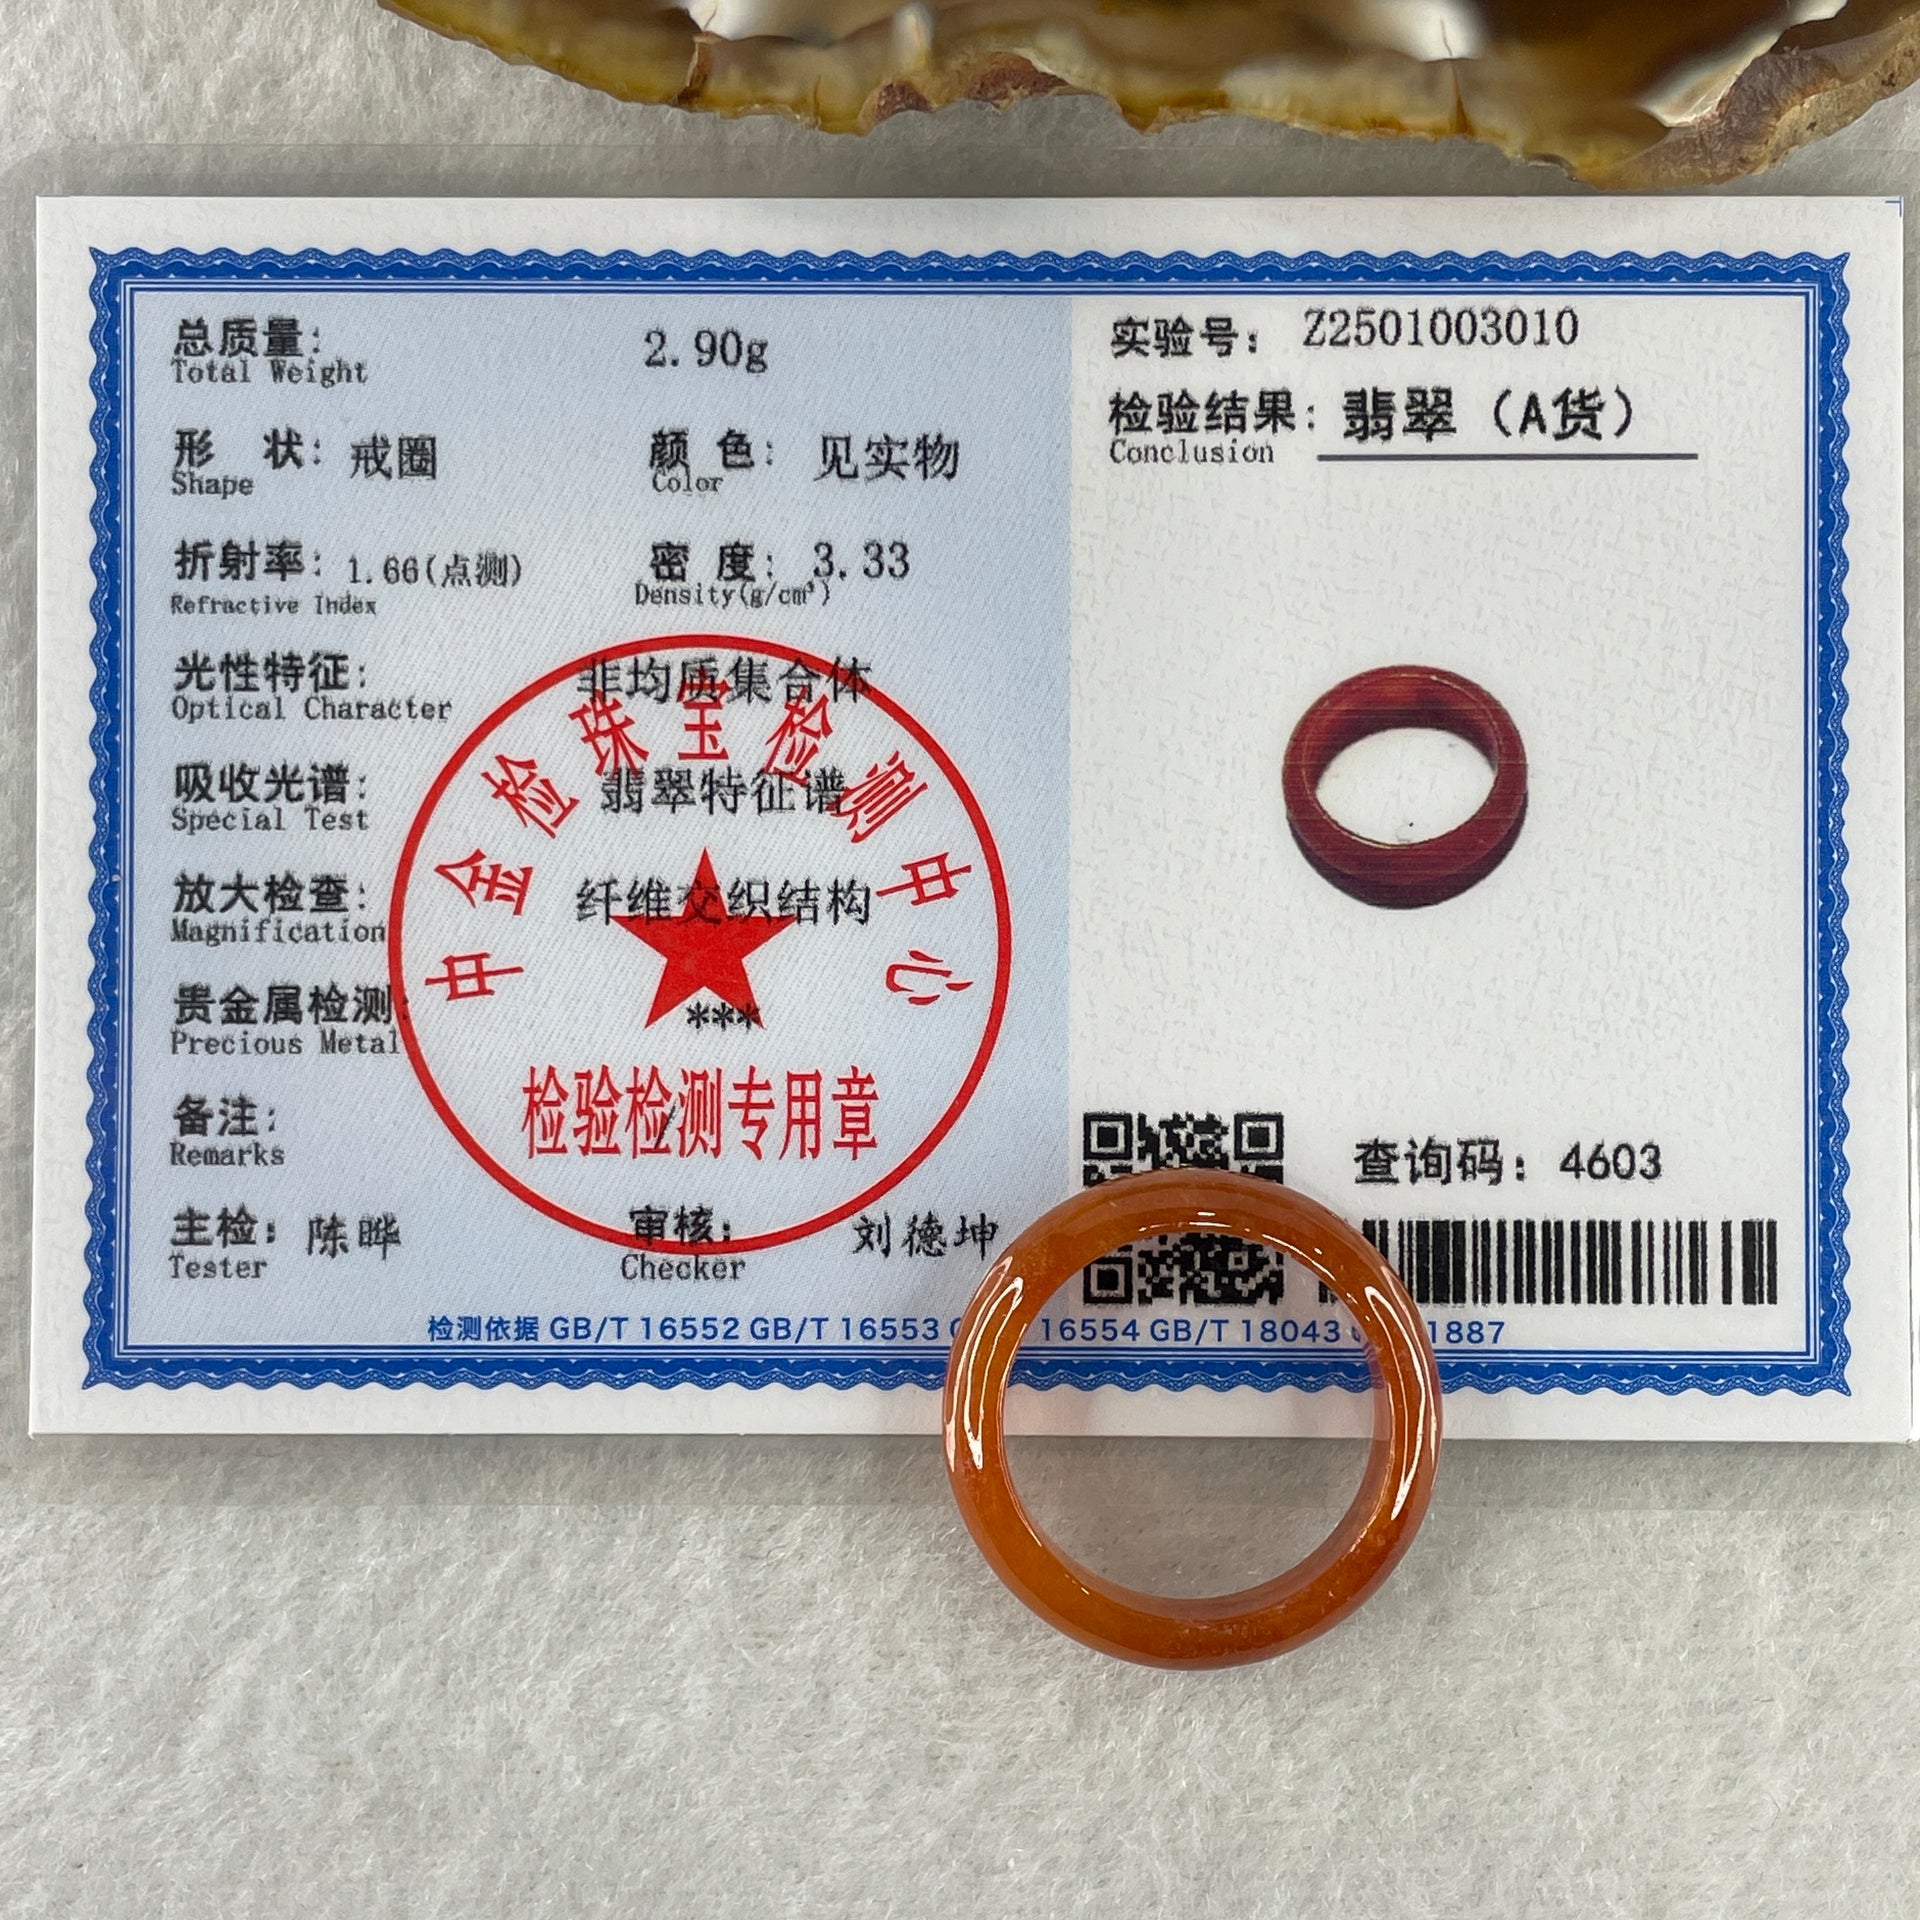 总质量: 2.90g
Total Weight
形 状: 戒圈 颜 色: 见实物
Shape Color
折射率: 1.66(点测) 密 度: 3.33
Refractive Index Density(g/cm³)
光性特征: 非均质集合体
Optical Character
吸收光谱: 翡翠特征谱
Special Test
放大检查: 纤维交织结构
Magnification
贵金属检测: ***
Precious Metal
备注:
Remarks
主检: 陈晔 审核: 刘德坤
Tester Checker
中金检珠宝检测中心
检验检测专用章
检测依据 GB/T 16552 GB/T 16553 16554 GB/T 18043 1887
实验号: Z2501003010
检验结果: 翡翠（A货）
Conclusion
查询码: 4603